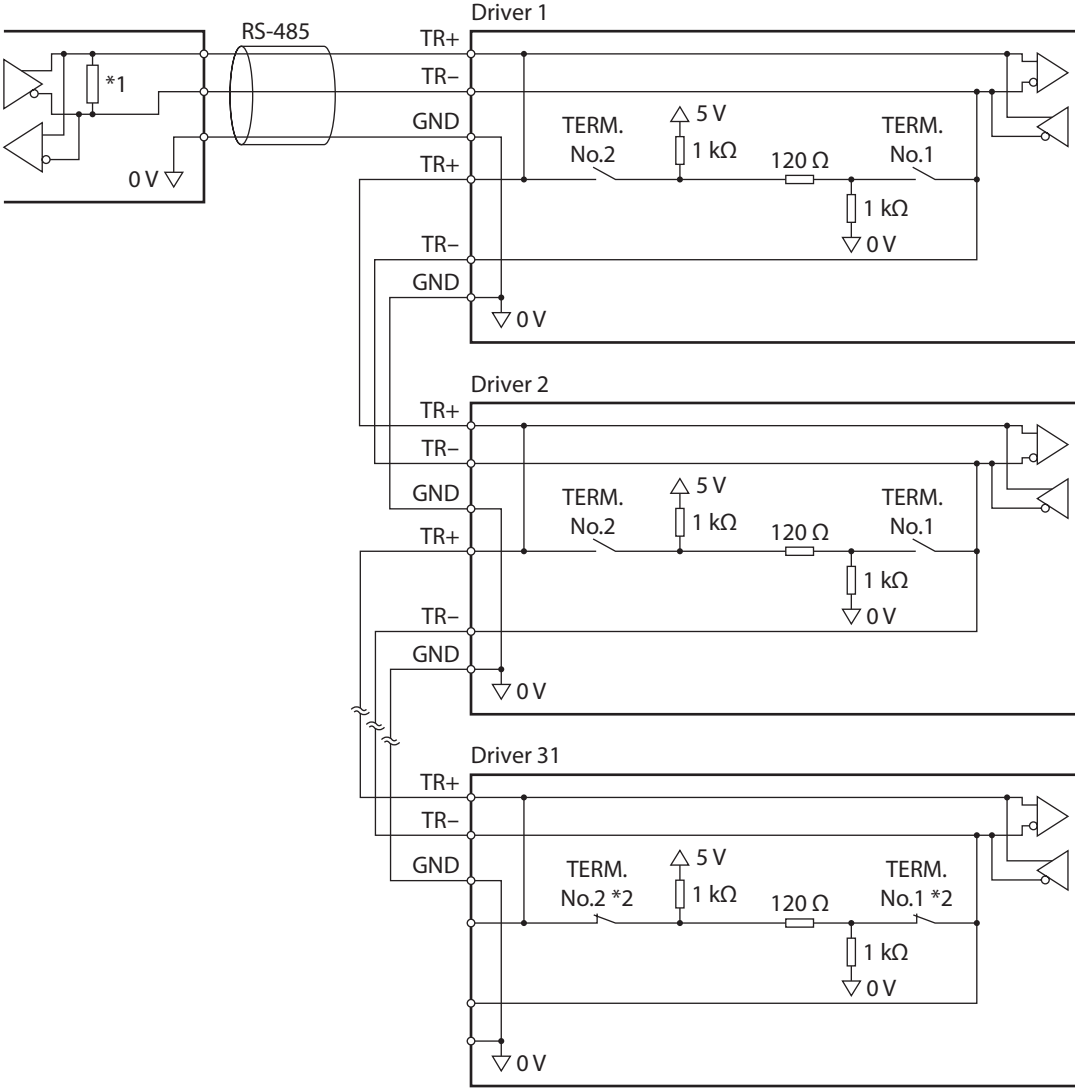 Driver 1
RS-485
TR+
*1
TR–
GND
TERM.
No.2
5 V
1 kΩ
TERM.
No.1
120 Ω
TR+
0 V
1 kΩ
0 V
TR–
GND
0 V
Driver 2
TR+
TR–
GND
TERM.
No.2
5 V
1 kΩ
TERM.
No.1
120 Ω
TR+
1 kΩ
0 V
TR–
GND
0 V
Driver 31
TR+
TR–
GND
TERM.
No.2 *2
5 V
1 kΩ
TERM.
No.1 *2
120 Ω
1 kΩ
0 V
0 V